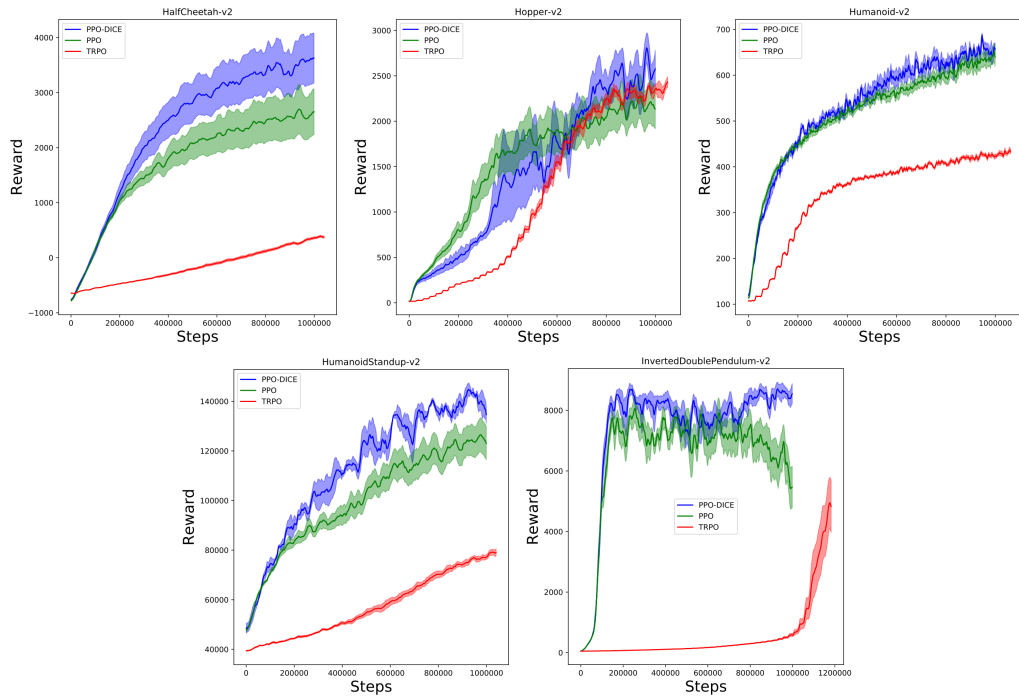 HalfCheetah-v2
PPO-DICE
PPO
TRPO
4000
3000
2000
1000
0
−1000
Reward
0 200000 400000 600000 800000 1000000
Steps
Hopper-v2
PPO-DICE
PPO
TRPO
3000
2500
2000
1500
1000
500
0
Reward
0 200000 400000 600000 800000 1000000
Steps
Humanoid-v2
PPO-DICE
PPO
TRPO
700
600
500
400
300
200
100
Reward
0 200000 400000 600000 800000 1000000
Steps
HumanoidStandup-v2
PPO-DICE
PPO
TRPO
140000
120000
100000
80000
60000
40000
Reward
0 200000 400000 600000 800000 1000000
Steps
InvertedDoublePendulum-v2
8000
6000
4000
2000
0
Reward
PPO-DICE
PPO
TRPO
0 200000 400000 600000 800000 1000000 1200000
Steps